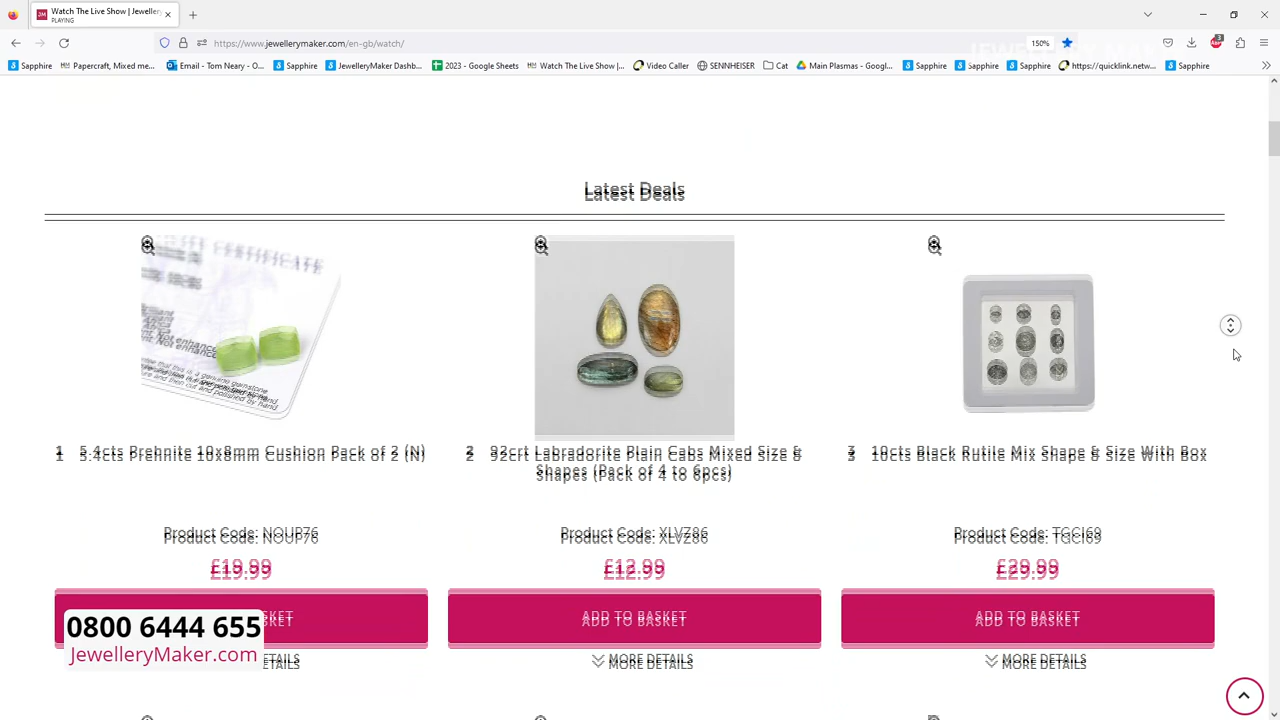 Watch The Live Show | Jewellery
PLAYING
https://www.jewellerymaker.com/en-gb/watch/
150%
3
Sapphire
Papercraft, Mixed me...
Email - Tom Neary - O...
Sapphire
JewelleryMaker Dashb...
2023 - Google Sheets
Watch The Live Show |...
Video Caller
SENNHEISER
Cat
Main Plasmas - Googl...
Sapphire
Sapphire
Sapphire
https://quicklink.netw...
Sapphire
Latest Deals
CERTIFICATE
1 5.4cts Prehnite 10x8mm Cushion Pack of 2 (N)
Product Code: NOUP76
£19.99
SKET
ETAILS
2 92crt Labradorite Plain Cabs Mixed Size &
Shapes (Pack of 4 to 6pcs)
Product Code: XLVZ86
£12.99
ADD TO BASKET
MORE DETAILS
3 10cts Black Rutile Mix Shape & Size With Box
Product Code: TGCI69
£29.99
ADD TO BASKET
MORE DETAILS
0800 6444 655
JewelleryMaker.com